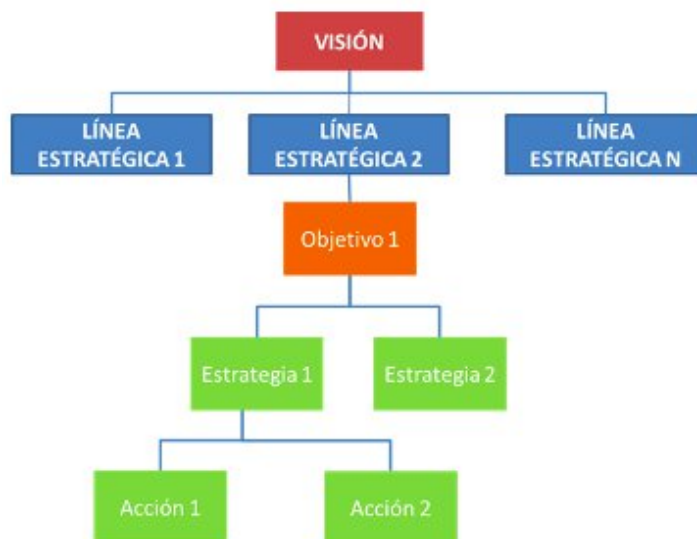 VISIÓN
LÍNEA
ESTRATÉGICA 1
LÍNEA
ESTRATÉGICA 2
LÍNEA
ESTRATÉGICA N
Objetivo 1
Estrategia 1
Estrategia 2
Acción 1
Acción 2